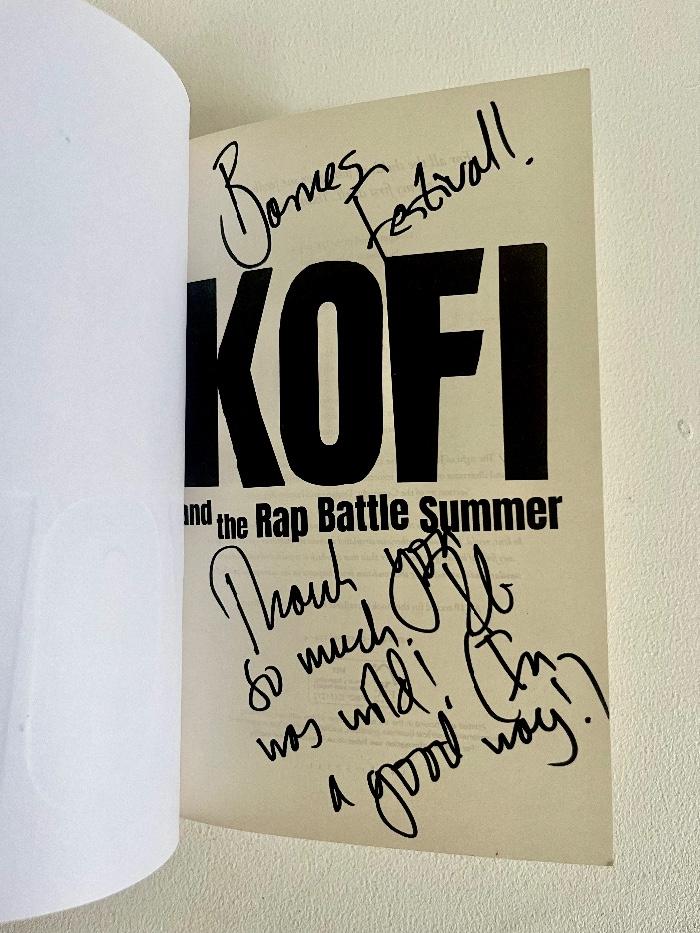 Barnes
Festival!.
KOFI
and the Rap Battle Summer
Thank you
so much. It
was wild! (In
a good way!)